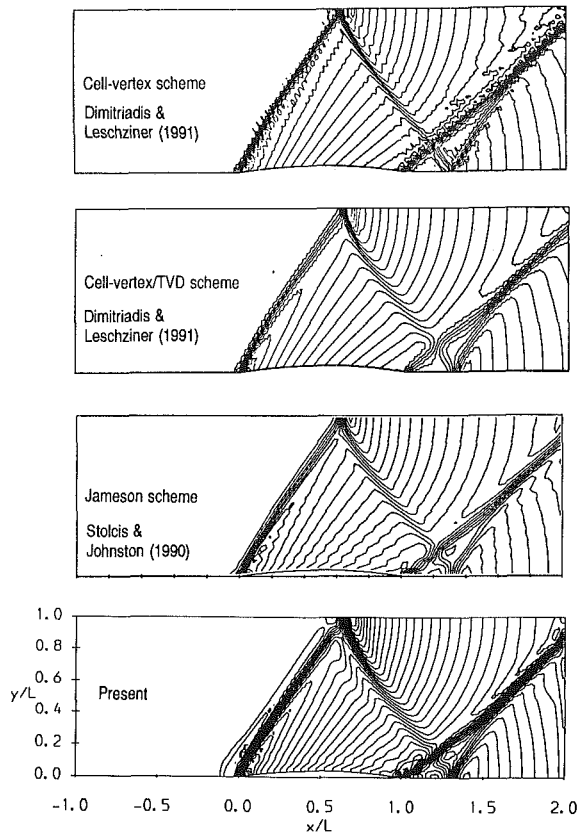 Cell-vertex scheme
Dimitriadis &
Leschziner (1991)
Cell-vertex/TVD scheme
Dimitriadis &
Leschziner (1991)
Jameson scheme
Stolcis &
Johnston (1990)
1.0
0.8
0.6
y/L
0.4
0.2
0.0
Present
-1.0 -0.5 0.0 0.5 1.0 1.5 2.0
x/L